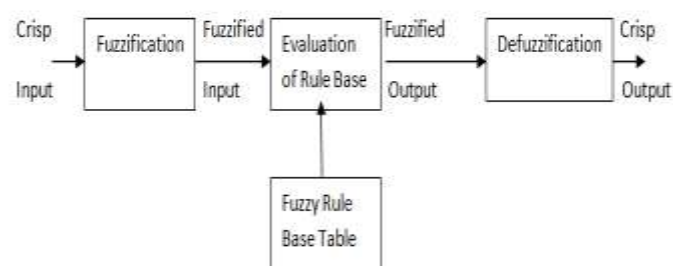 Crisp
Input
Fuzzification
Fuzzified
Input
Evaluation
of Rule Base
Fuzzified
Output
Defuzzification
Crisp
Output
Fuzzy Rule
Base Table